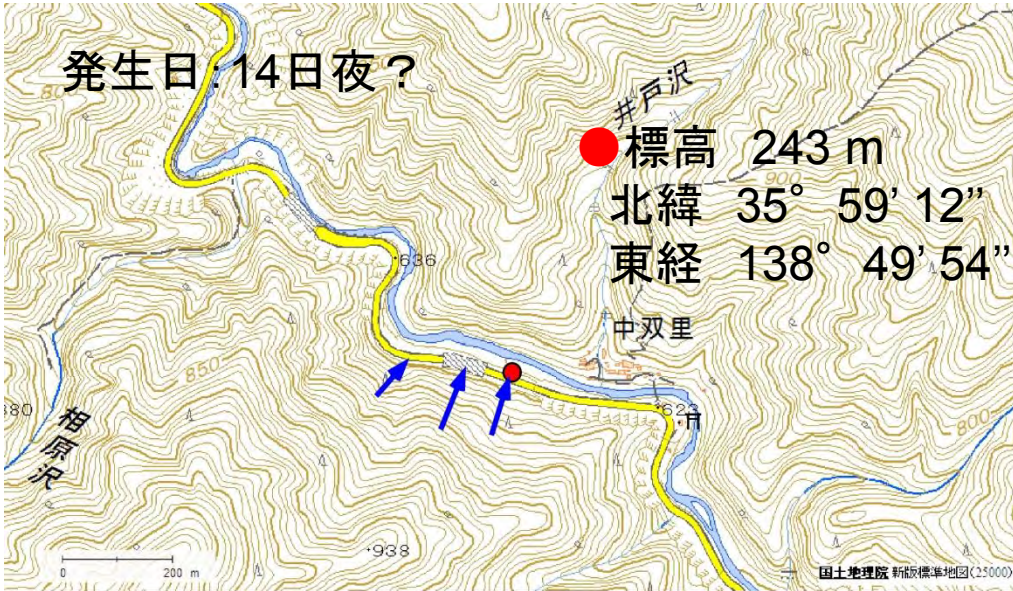 発生日：14日夜？
井戸沢
標高　243 m
900
北緯　35°　59’ 12”
636
東経　138°　49’ 54”
中双里
850
623
相原沢
800
938
0　200 m
国土地理院 新版標準地図(25000)